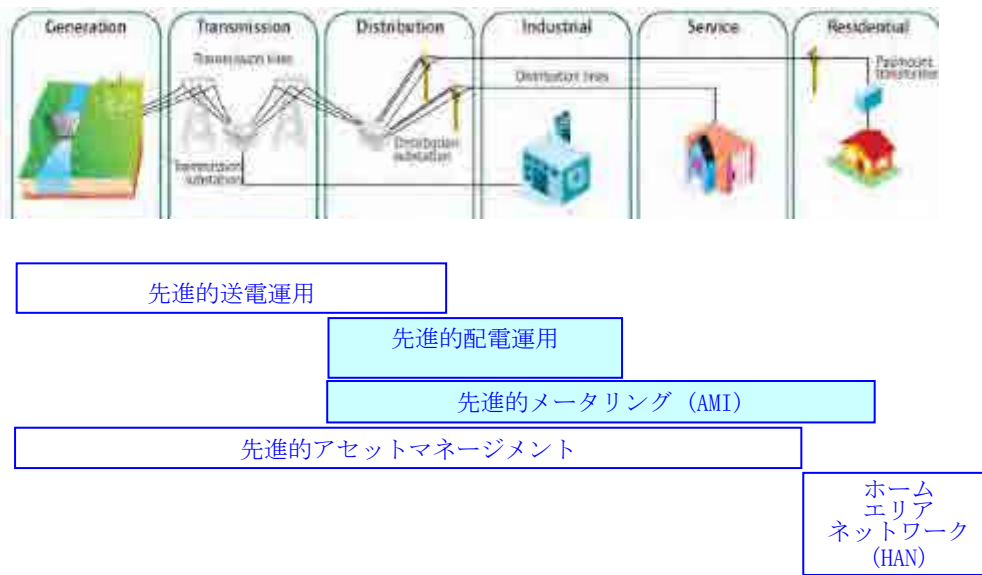 Generation
Transmission
Distribution
Industrial
Service
Residential
Transmission lines
Distribution lines
transformer
Distribution
substation
Transmission
substation
先進的送電運用
先進的配電運用
先進的メータリング (AMI)
先進的アセットマネージメント
ホーム
エリア
ネットワーク
(HAN)